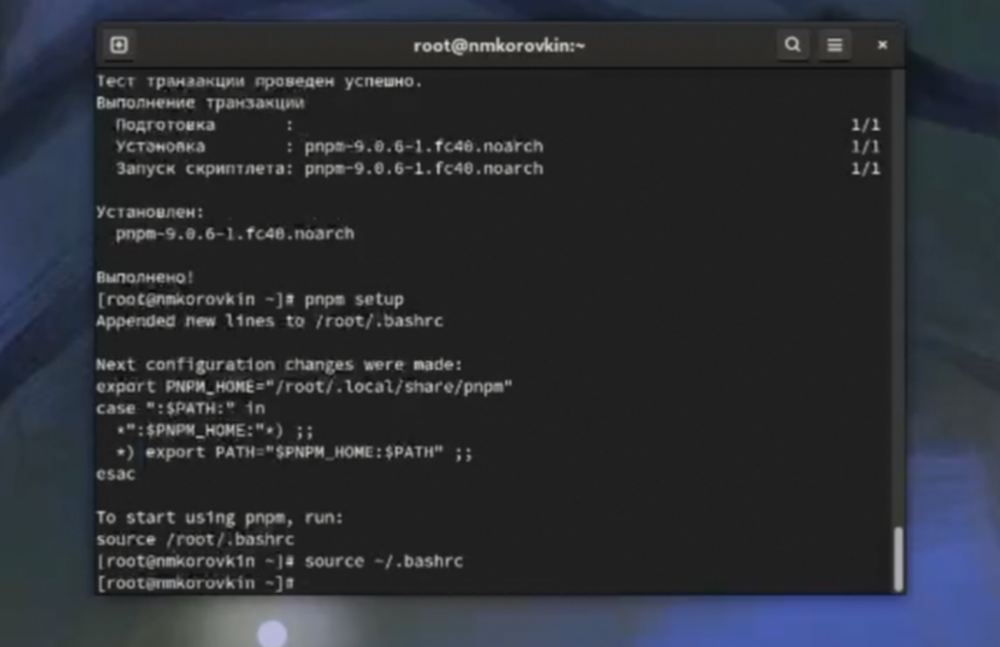 root@nmkorovkin:~
Тест транзакции проведен успешно.
Выполнение транзакции
  Подготовка       :                                                        1/1
  Установка        : pnpm-9.0.6-1.fc40.noarch                               1/1
  Запуск скриптлета: pnpm-9.0.6-1.fc40.noarch                               1/1
Установлен:
  pnpm-9.0.6-1.fc40.noarch
Выполнено!
[root@nmkorovkin ~]# pnpm setup
Appended new lines to /root/.bashrc
Next configuration changes were made:
export PNPM_HOME="/root/.local/share/pnpm"
case ":$PATH:" in
  *":$PNPM_HOME:"*) ;;
  *) export PATH="$PNPM_HOME:$PATH" ;;
esac
To start using pnpm, run:
source /root/.bashrc
[root@nmkorovkin ~]# source ~/.bashrc
[root@nmkorovkin ~]#